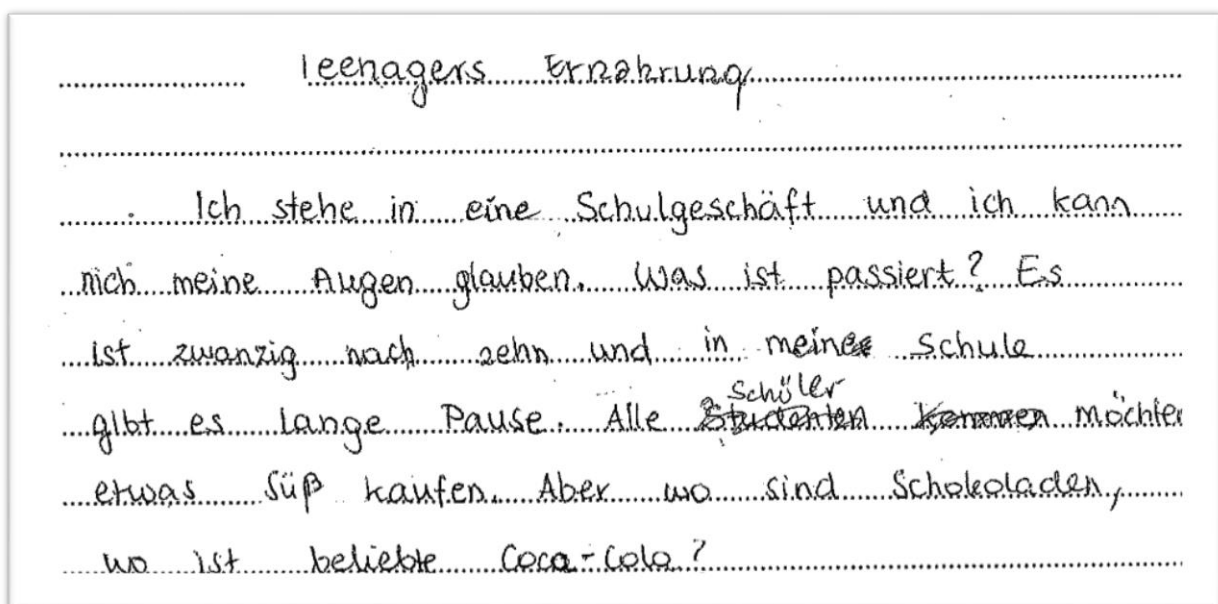 Teenagers Ernährung
Ich stehe in eine Schulgeschäft und ich kann
nich meine Augen glauben. Was ist passiert? Es
ist zwanzig nach zehn und in meine Schule
gibt es lange Pause. Alle Schüler möchten
etwas Süß kaufen. Aber wo sind Schokoladen,
wo ist beliebte Coca-Cola?